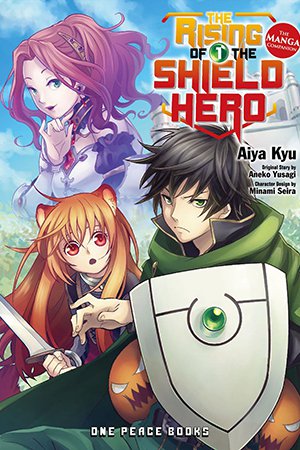 THE
RISING
OF 1 THE
SHIELD
HERO
THE
MANGA
COMPANION
Aiya Kyu
Original Story by
Aneko Yusagi
Character Design by
Minami Seira
ONE PEACE BOOKS